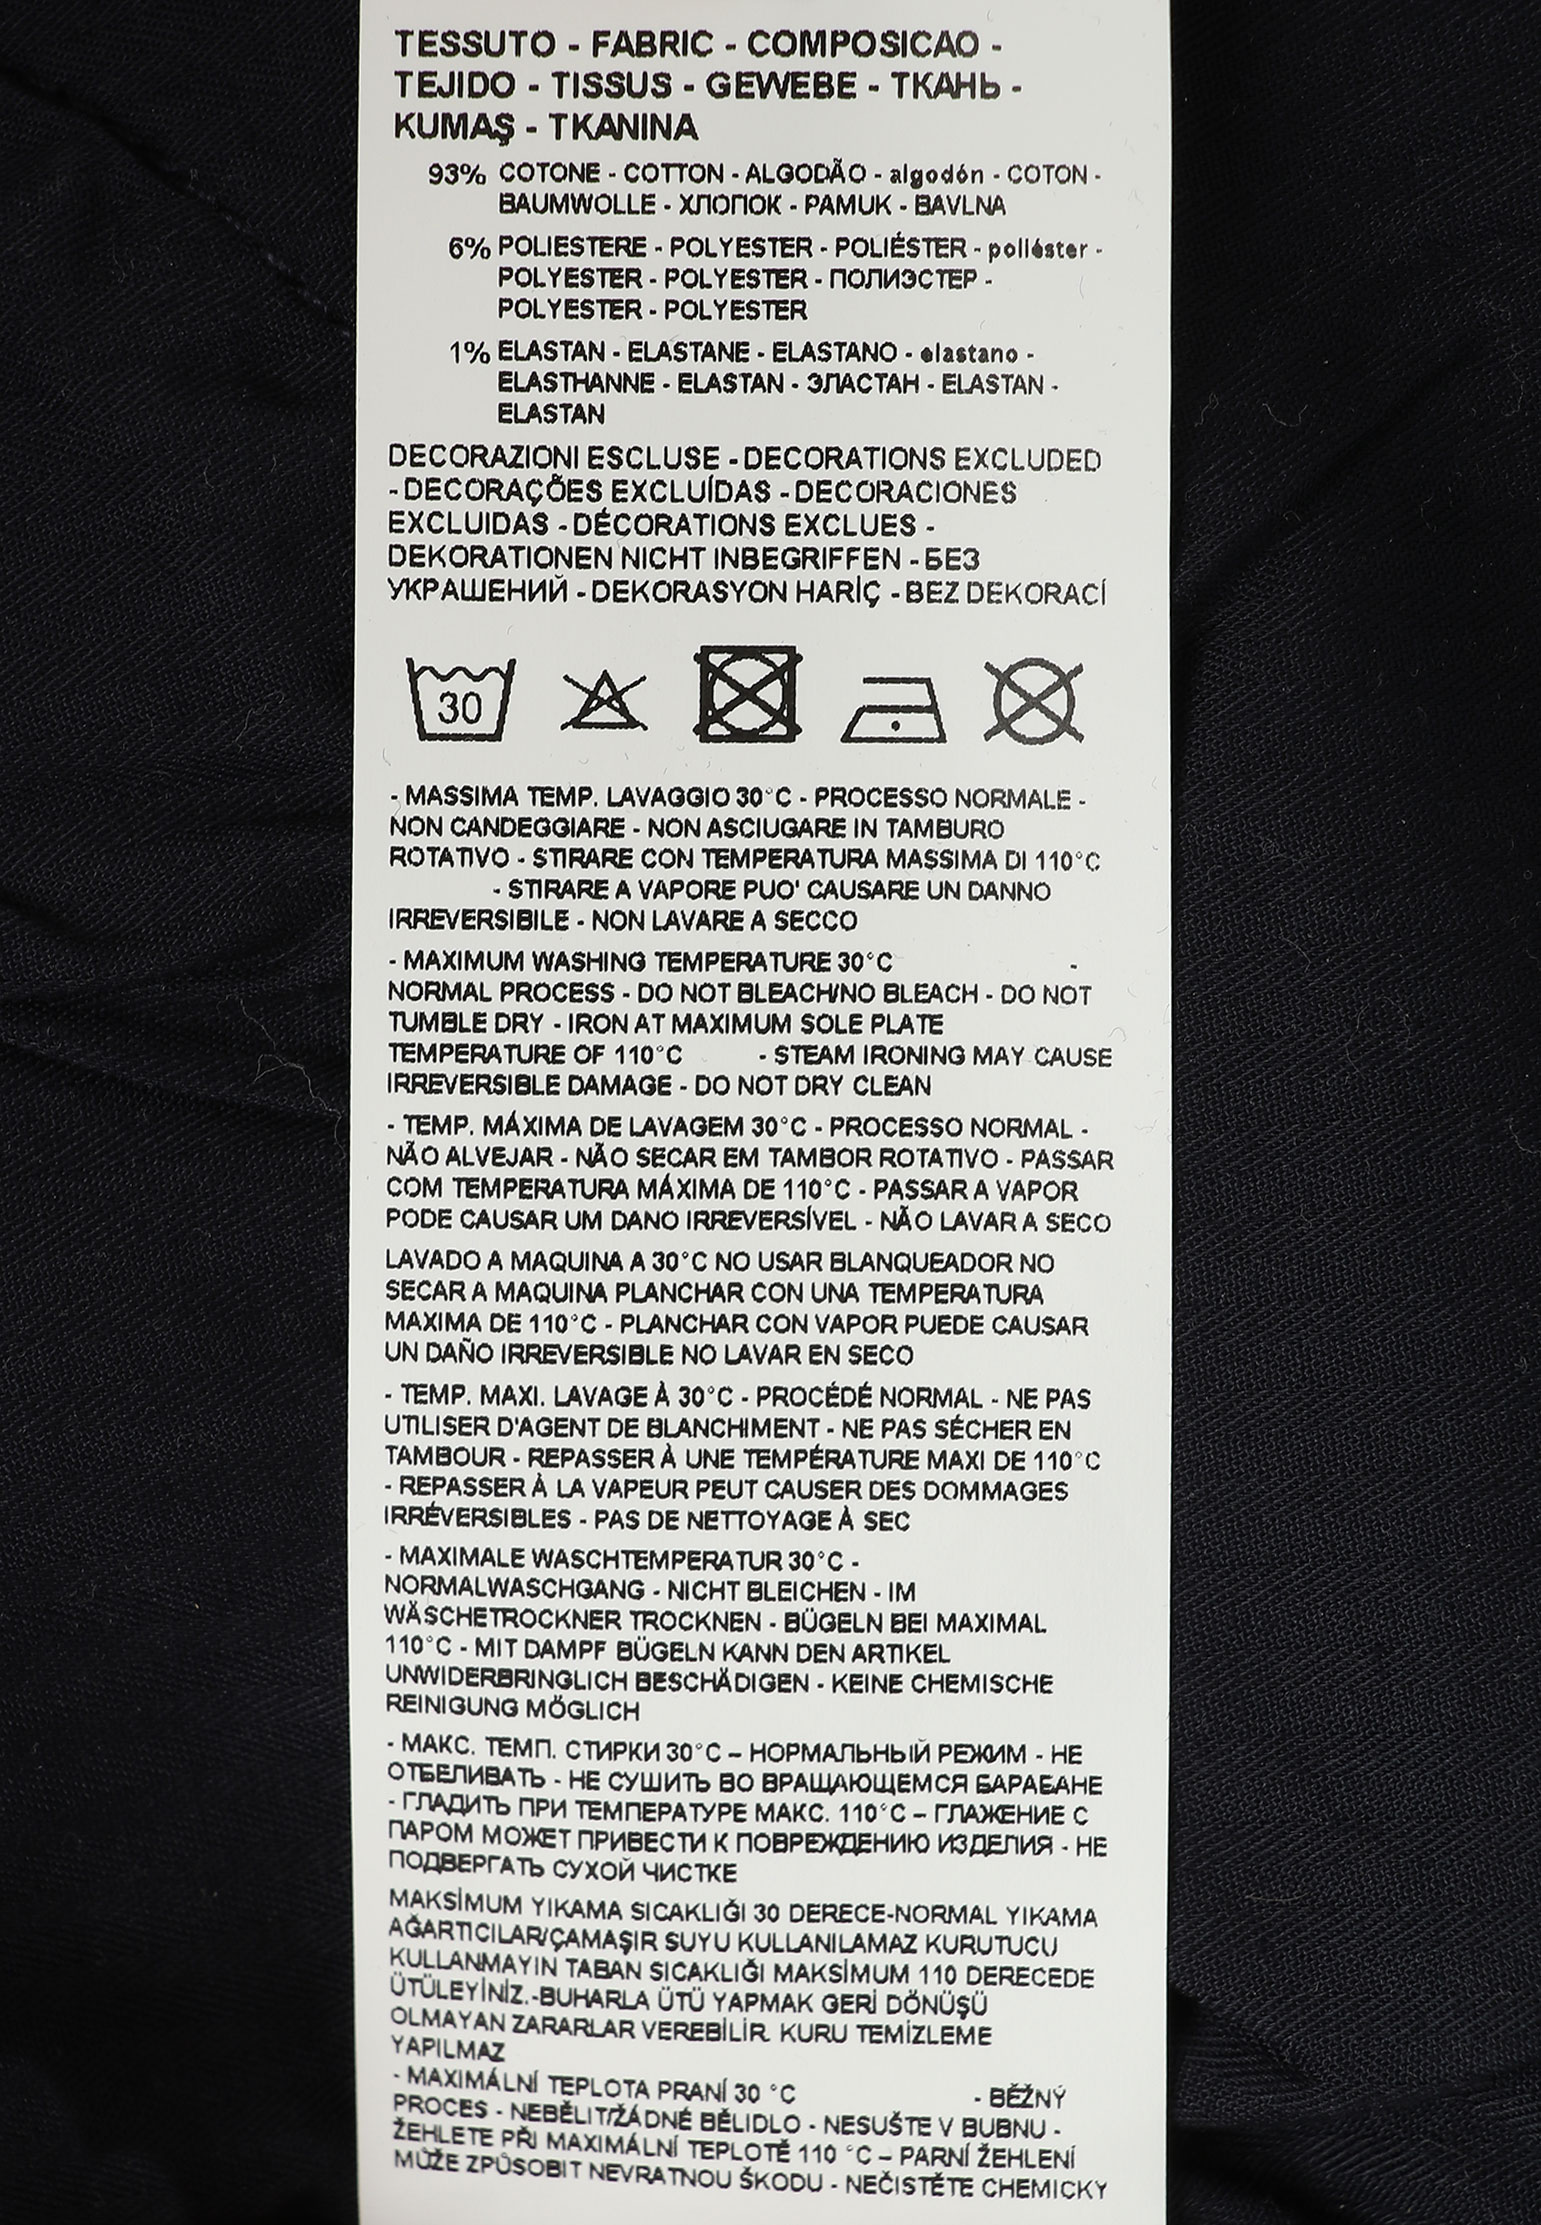 TESSUTO - FABRIC - COMPOSICAO -
TEJIDO - TISSUS - GEWEBE - ТКАНЬ -
KUMAŞ - TKANINA
93% COTONE - COTTON - ALGODÃO - algodón - COTON -
BAUMWOLLE - ХЛОПОК - PAMUK - BAVLNA
6% POLIESTERE - POLYESTER - POLIÉSTER - poliéster -
POLYESTER - POLYESTER - ПОЛИЭСТЕР -
POLYESTER - POLYESTER
1% ELASTAN - ELASTANE - ELASTANO - elastano -
ELASTHANNE - ELASTAN - ЭЛАСТАН - ELASTAN -
ELASTAN
DECORAZIONI ESCLUSE - DECORATIONS EXCLUDED
- DECORAÇÕES EXCLUÍDAS - DECORACIONES
EXCLUIDAS - DÉCORATIONS EXCLUES -
DEKORATIONEN NICHT INBEGRIFFEN - БЕЗ
УКРАШЕНИЙ - DEKORASYON HARİÇ - BEZ DEKORACÍ
30
- MASSIMA TEMP. LAVAGGIO 30°C - PROCESSO NORMALE -
NON CANDEGGIARE - NON ASCIUGARE IN TAMBURO
ROTATIVO - STIRARE CON TEMPERATURA MASSIMA DI 110°C
- STIRARE A VAPORE PUO' CAUSARE UN DANNO
IRREVERSIBILE - NON LAVARE A SECCO
- MAXIMUM WASHING TEMPERATURE 30°C -
NORMAL PROCESS - DO NOT BLEACH/NO BLEACH - DO NOT
TUMBLE DRY - IRON AT MAXIMUM SOLE PLATE
TEMPERATURE OF 110°C - STEAM IRONING MAY CAUSE
IRREVERSIBLE DAMAGE - DO NOT DRY CLEAN
- TEMP. MÁXIMA DE LAVAGEM 30°C - PROCESSO NORMAL -
NÃO ALVEJAR - NÃO SECAR EM TAMBOR ROTATIVO - PASSAR
COM TEMPERATURA MÁXIMA DE 110°C - PASSAR A VAPOR
PODE CAUSAR UM DANO IRREVERSÍVEL - NÃO LAVAR A SECO
LAVADO A MAQUINA A 30°C NO USAR BLANQUEADOR NO
SECAR A MAQUINA PLANCHAR CON UNA TEMPERATURA
MAXIMA DE 110°C - PLANCHAR CON VAPOR PUEDE CAUSAR
UN DAÑO IRREVERSIBLE NO LAVAR EN SECO
- TEMP. MAXI. LAVAGE À 30°C - PROCÉDÉ NORMAL - NE PAS
UTILISER D'AGENT DE BLANCHIMENT - NE PAS SÉCHER EN
TAMBOUR - REPASSER À UNE TEMPÉRATURE MAXI DE 110°C
- REPASSER À LA VAPEUR PEUT CAUSER DES DOMMAGES
IRRÉVERSIBLES - PAS DE NETTOYAGE À SEC
- MAXIMALE WASCHTEMPERATUR 30°C -
NORMALWASCHGANG - NICHT BLEICHEN - IM
WÄSCHETROCKNER TROCKNEN - BÜGELN BEI MAXIMAL
110°C - MIT DAMPF BÜGELN KANN DEN ARTIKEL
UNWIDERBRINGLICH BESCHÄDIGEN - KEINE CHEMISCHE
REINIGUNG MÖGLICH
- МАКС. ТЕМП. СТИРКИ 30°C – НОРМАЛЬНЫЙ РЕЖИМ - НЕ
ОТБЕЛИВАТЬ - НЕ СУШИТЬ ВО ВРАЩАЮЩЕМСЯ БАРАБАНЕ
- ГЛАДИТЬ ПРИ ТЕМПЕРАТУРЕ МАКС. 110°C – ГЛАЖЕНИЕ С
ПАРОМ МОЖЕТ ПРИВЕСТИ К ПОВРЕЖДЕНИЮ ИЗДЕЛИЯ - НЕ
ПОДВЕРГАТЬ СУХОЙ ЧИСТКЕ
MAKSİMUM YIKAMA SICAKLIĞI 30 DERECE-NORMAL YIKAMA
AĞARTICILAR/ÇAMAŞIR SUYU KULLANILAMAZ KURUTUCU
KULLANMAYIN TABAN SICAKLIĞI MAKSİMUM 110 DERECEDE
ÜTÜLEYİNİZ.-BUHARLA ÜTÜ YAPMAK GERİ DÖNÜŞÜ
OLMAYAN ZARARLAR VEREBİLİR. KURU TEMİZLEME
YAPILMAZ
- MAXIMÁLNÍ TEPLOTA PRANÍ 30 °C - BĚŽNÝ
PROCES - NEBĚLIT/ŽÁDNÉ BĚLIDLO - NESUŠTE V BUBNU -
ŽEHLETE PŘI MAXIMÁLNÍ TEPLOTĚ 110 °C – PARNÍ ŽEHLENÍ
MŮŽE ZPŮSOBIT NEVRATNOU ŠKODU - NEČISTĚTE CHEMICKY